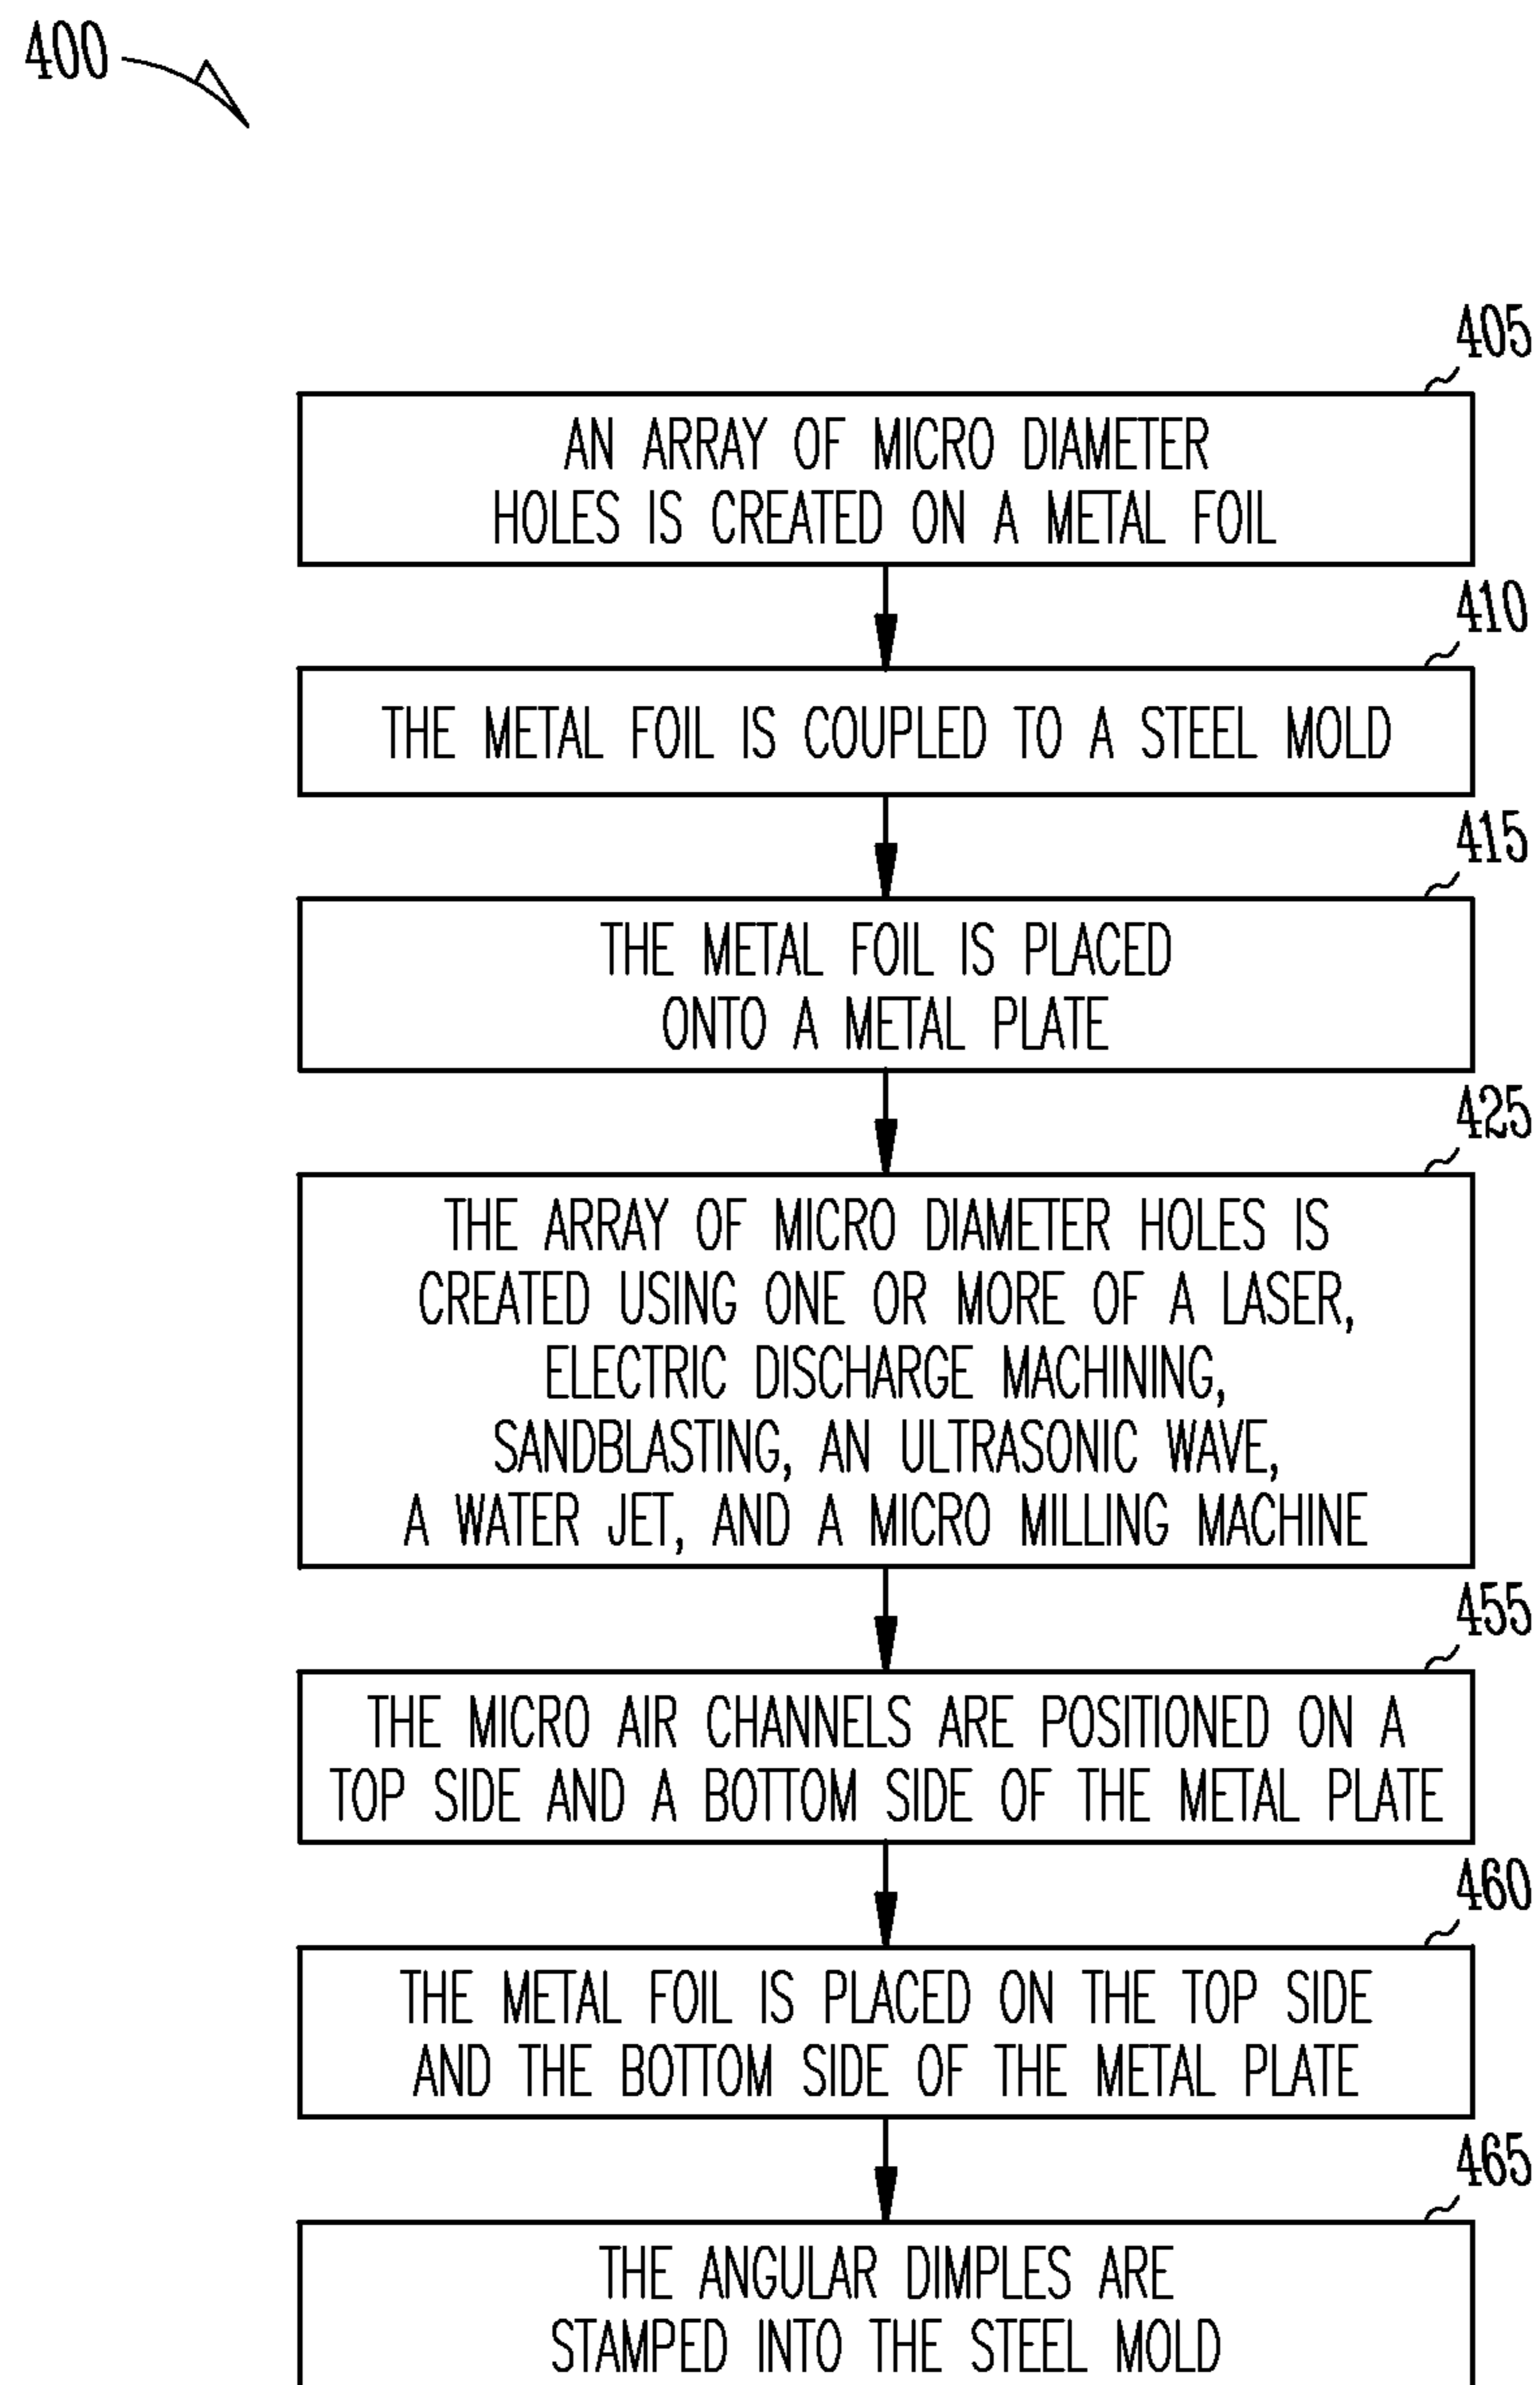 400
405
AN ARRAY OF MICRO DIAMETER
HOLES IS CREATED ON A METAL FOIL
410
THE METAL FOIL IS COUPLED TO A STEEL MOLD
415
THE METAL FOIL IS PLACED
ONTO A METAL PLATE
425
THE ARRAY OF MICRO DIAMETER HOLES IS
CREATED USING ONE OR MORE OF A LASER,
ELECTRIC DISCHARGE MACHINING,
SANDBLASTING, AN ULTRASONIC WAVE,
A WATER JET, AND A MICRO MILLING MACHINE
455
THE MICRO AIR CHANNELS ARE POSITIONED ON A
TOP SIDE AND A BOTTOM SIDE OF THE METAL PLATE
460
THE METAL FOIL IS PLACED ON THE TOP SIDE
AND THE BOTTOM SIDE OF THE METAL PLATE
465
THE ANGULAR DIMPLES ARE
STAMPED INTO THE STEEL MOLD